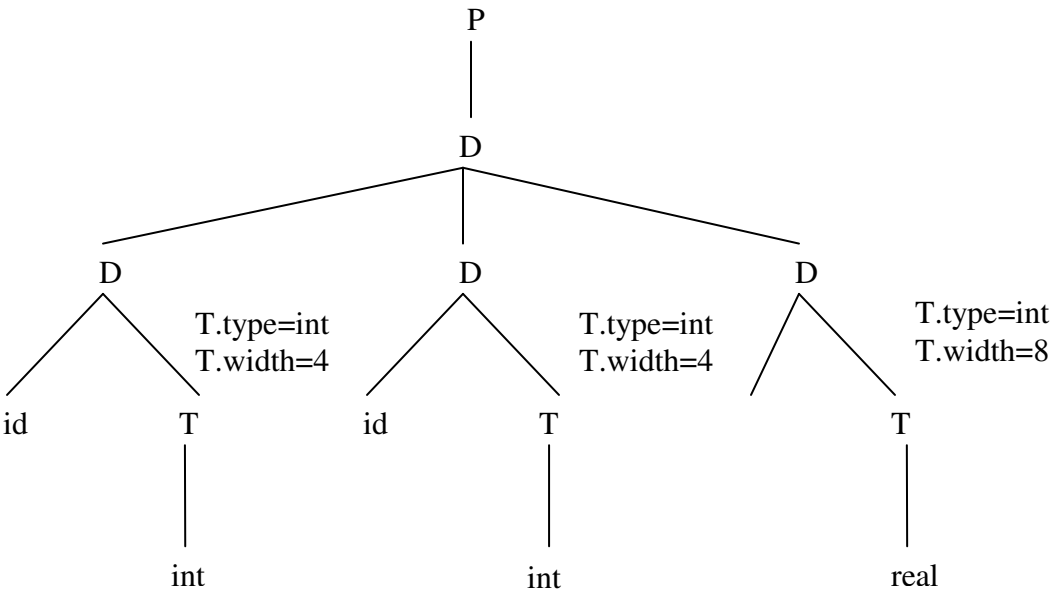 P
D
D D D
T.type=int T.type=int T.type=int
T.width=4 T.width=4 T.width=8
id T id T T
int int real